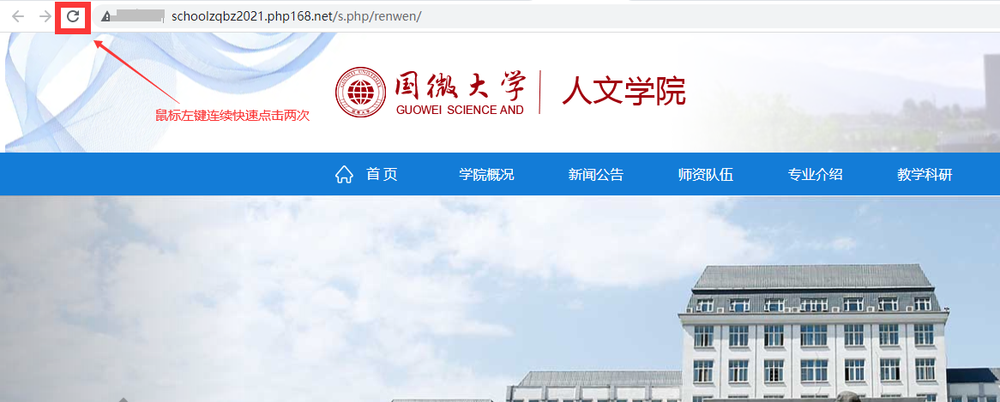 schoolzqbz2021.php168.net/s.php/renwen/
国微大学
GUOWEI SCIENCE AND
人文学院
鼠标左键连续快速点击两次
首 页
学院概况
新闻公告
师资队伍
专业介绍
教学科研